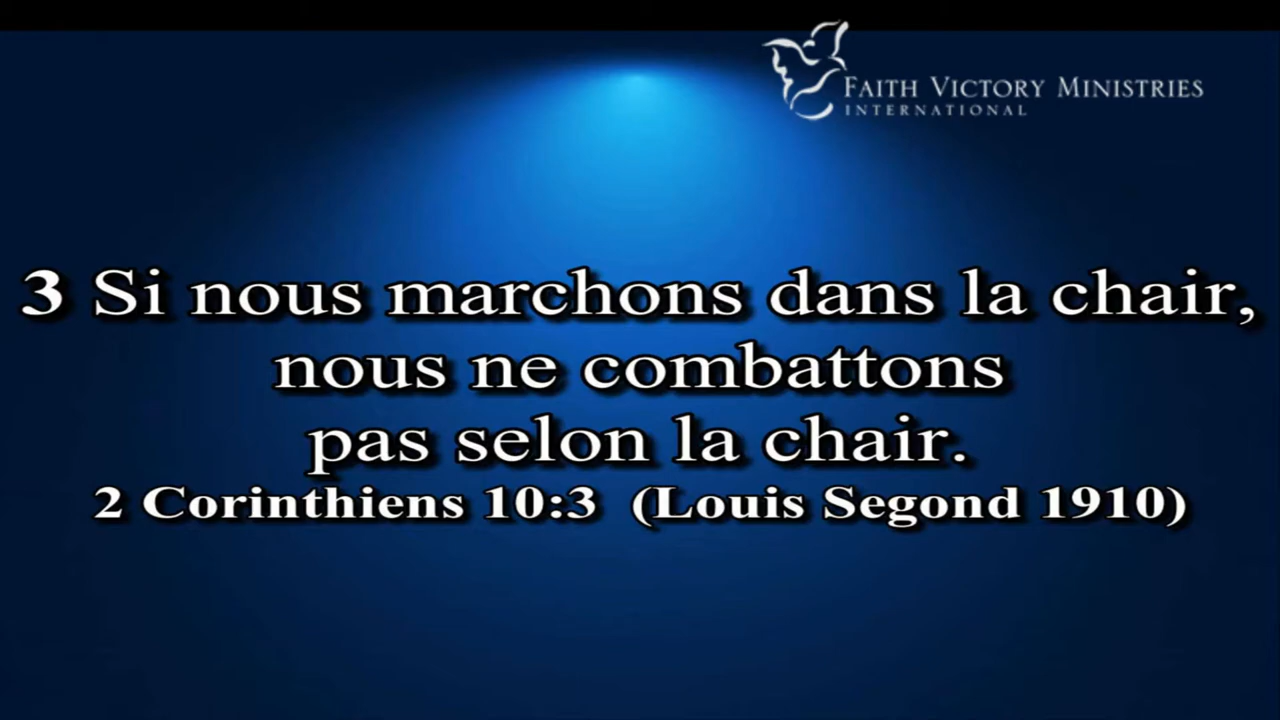 FAITH VICTORY MINISTRIES
INTERNATIONAL
3 Si nous marchons dans la chair,
nous ne combattons
pas selon la chair.
2 Corinthiens 10:3 (Louis Segond 1910)